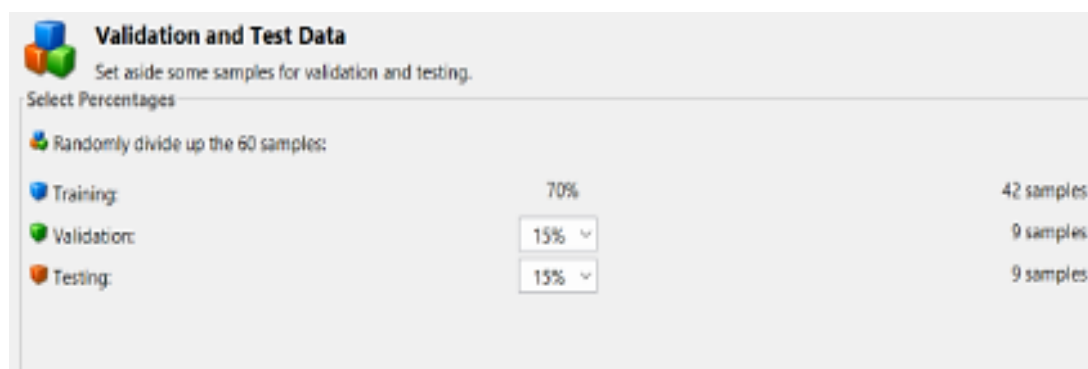 Validation and Test Data
Set aside some samples for validation and testing.
Select Percentages
Randomly divide up the 60 samples:
Training: 70% 42 samples
Validation: 15% 9 samples
Testing: 15% 9 samples